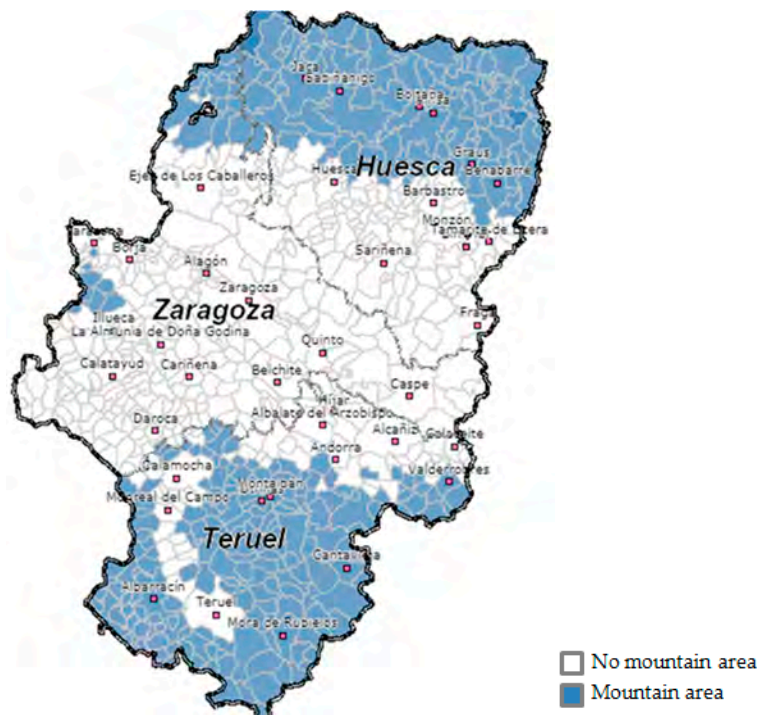 Jaca
Sabiñánigo
Boltaña
Graus
Huesca
Benabarre
Huesca
Ejea de Los Caballeros
Barbastro
Monzón
Tamarite de Litera
Borja
Sariñena
Alagón
Zaragoza
Zaragoza
Fraga
Illueca
La Almunia de Doña Godina
Quinto
Calatayud
Cariñena
Belchite
Caspe
Híjar
Albalate del Arzobispo
Daroca
Alcañiz
Andorra
Calamocha
Valderrobres
Monreal del Campo
Montalbán
Teruel
Cantavieja
Albarracín
Teruel
Mora de Rubielos
No mountain area
Mountain area